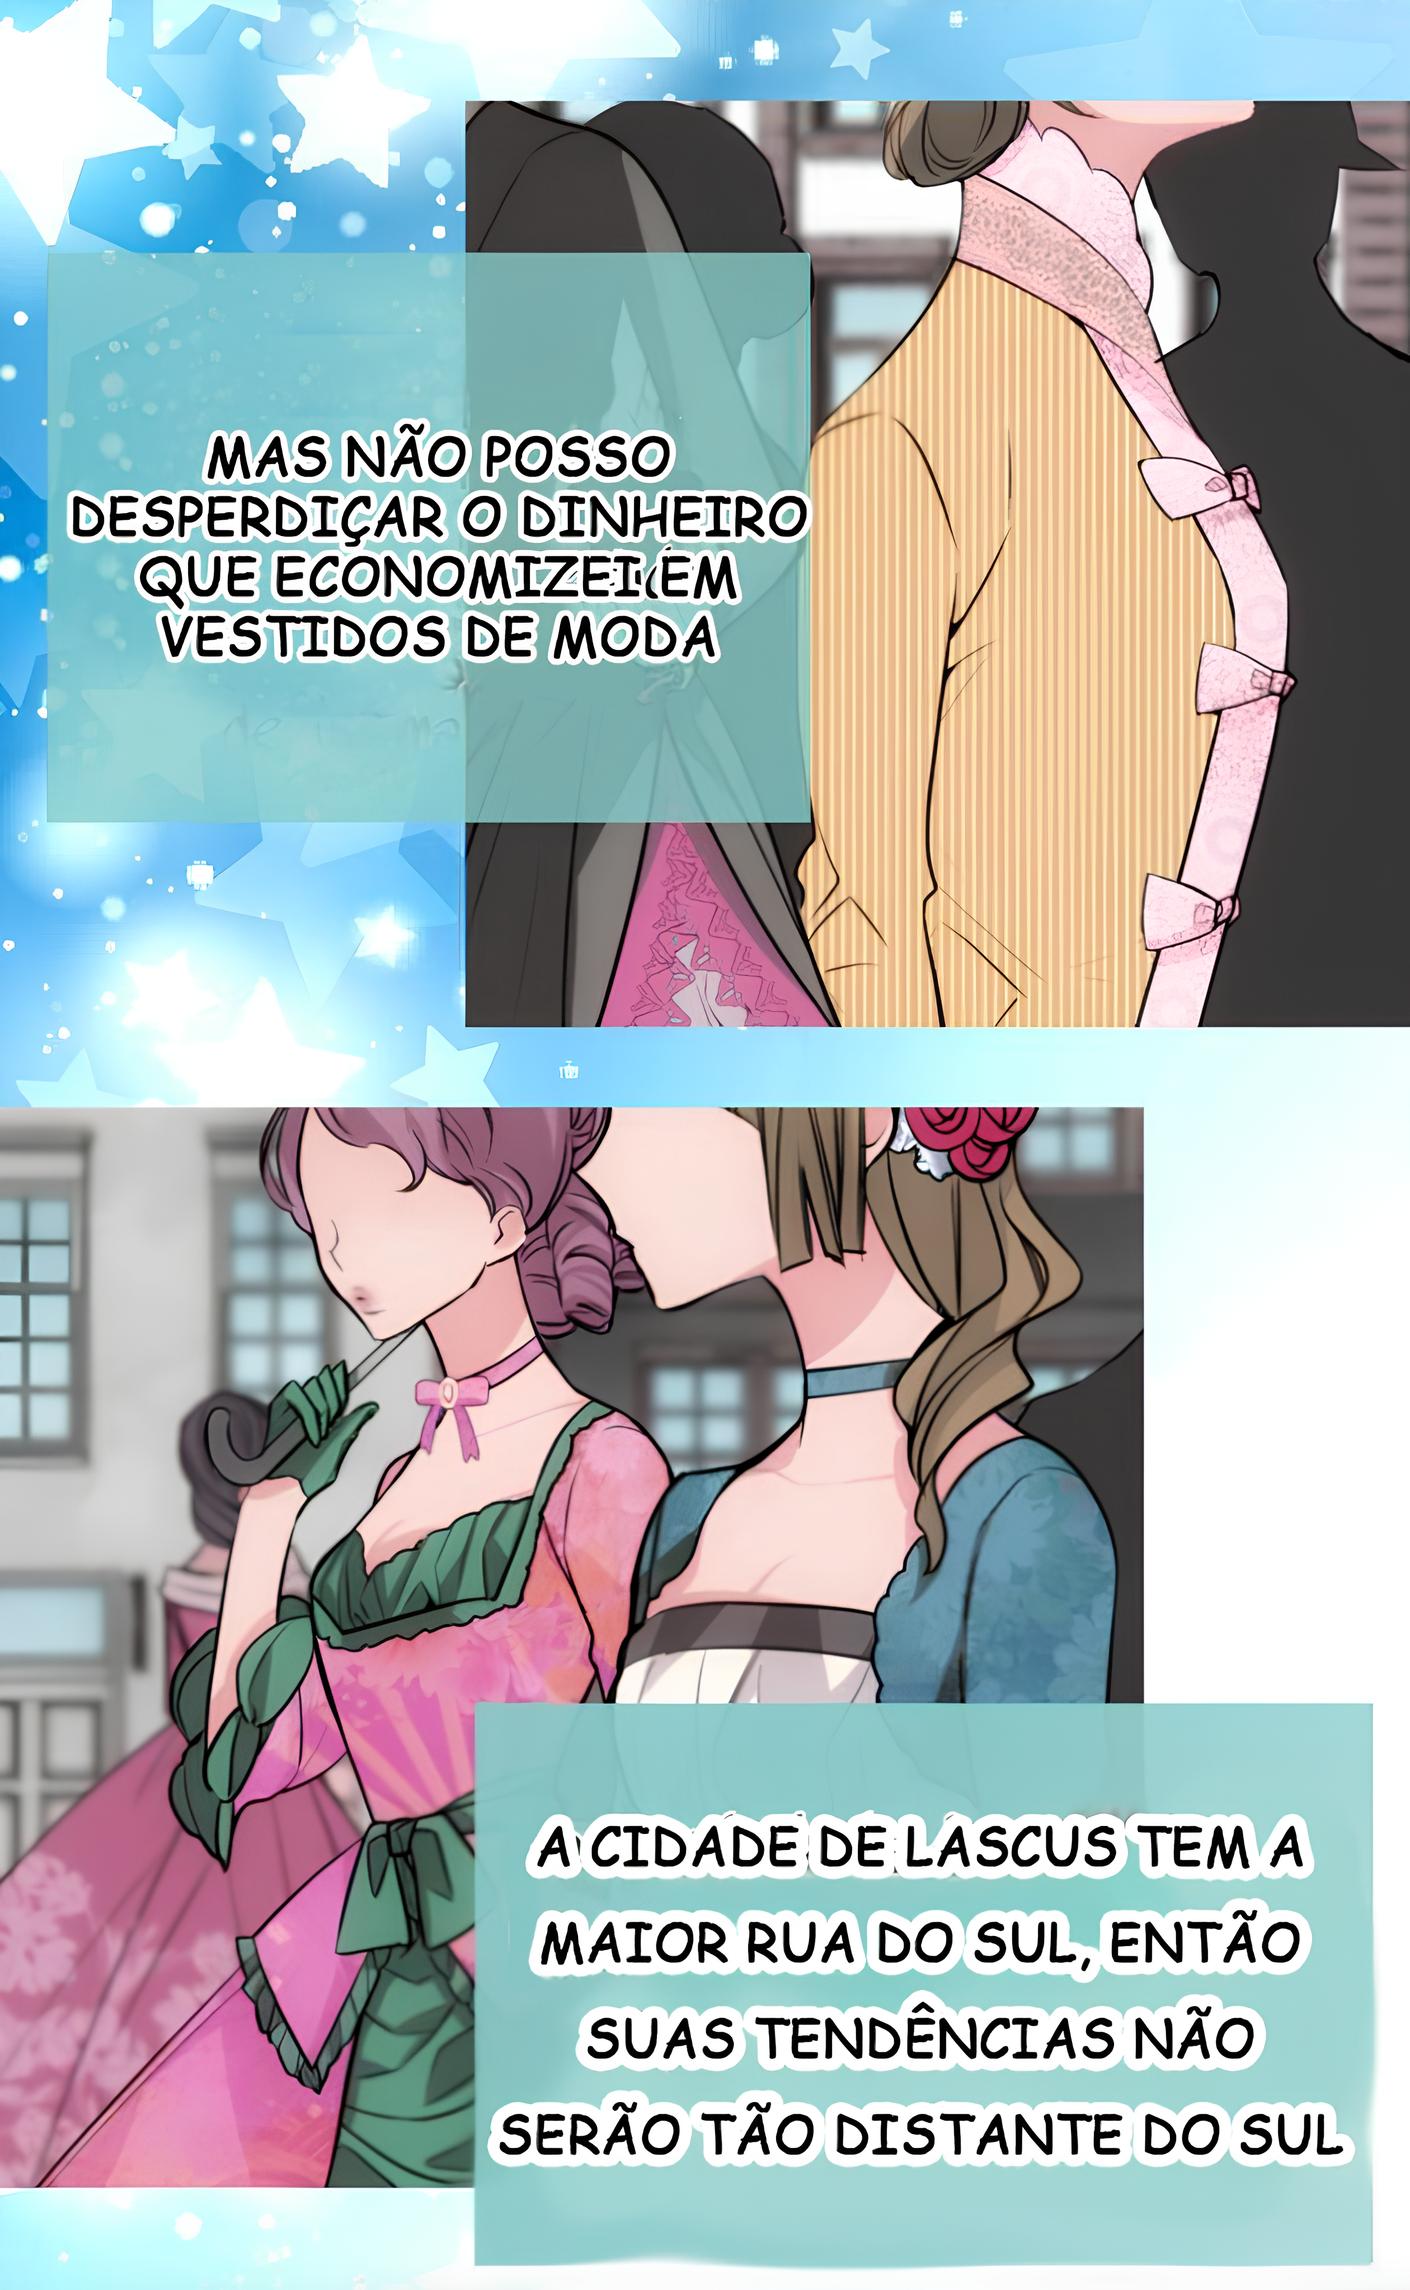 MAS NÃO POSSO
DESPERDIÇAR O DINHEIRO
QUE ECONOMIZEI EM
VESTIDOS DE MODA
A CIDADE DE LASCUS TEM A
MAIOR RUA DO SUL, ENTÃO
SUAS TENDÊNCIAS NÃO
SERÃO TÃO DISTANTE DO SUL